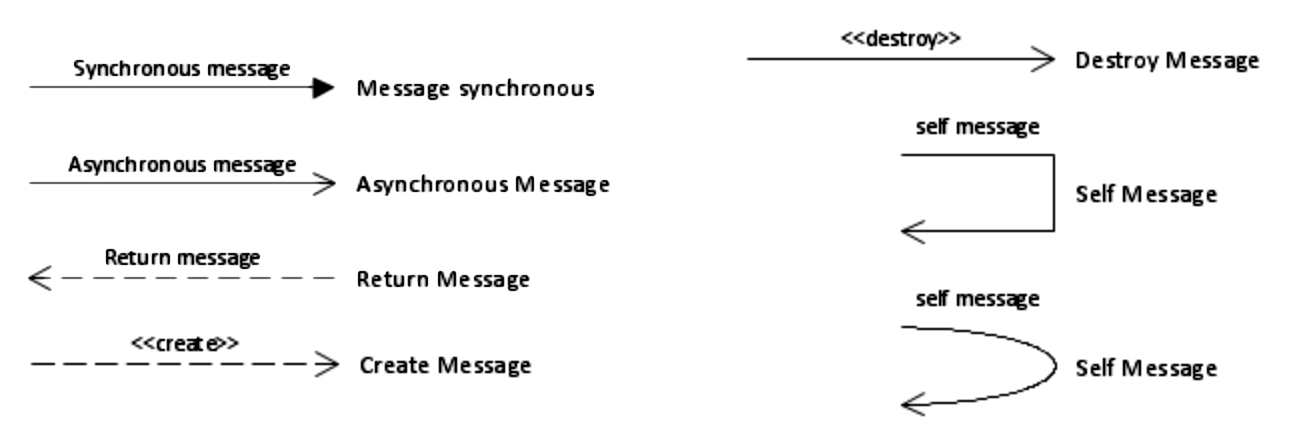 Synchronous message
Message synchronous
Asynchronous message
Asynchronous Message
Return message
Return Message
<<create>>
Create Message
<<destroy>>
Destroy Message
self message
Self Message
self message
Self Message